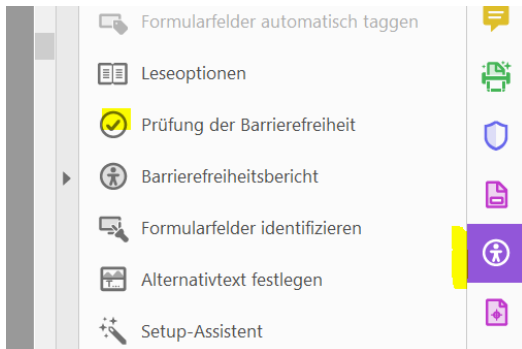 Formularfelder automatisch taggen
Leseoptionen
Prüfung der Barrierefreiheit
Barrierefreiheitsbericht
Formularfelder identifizieren
Alternativtext festlegen
Setup-Assistent